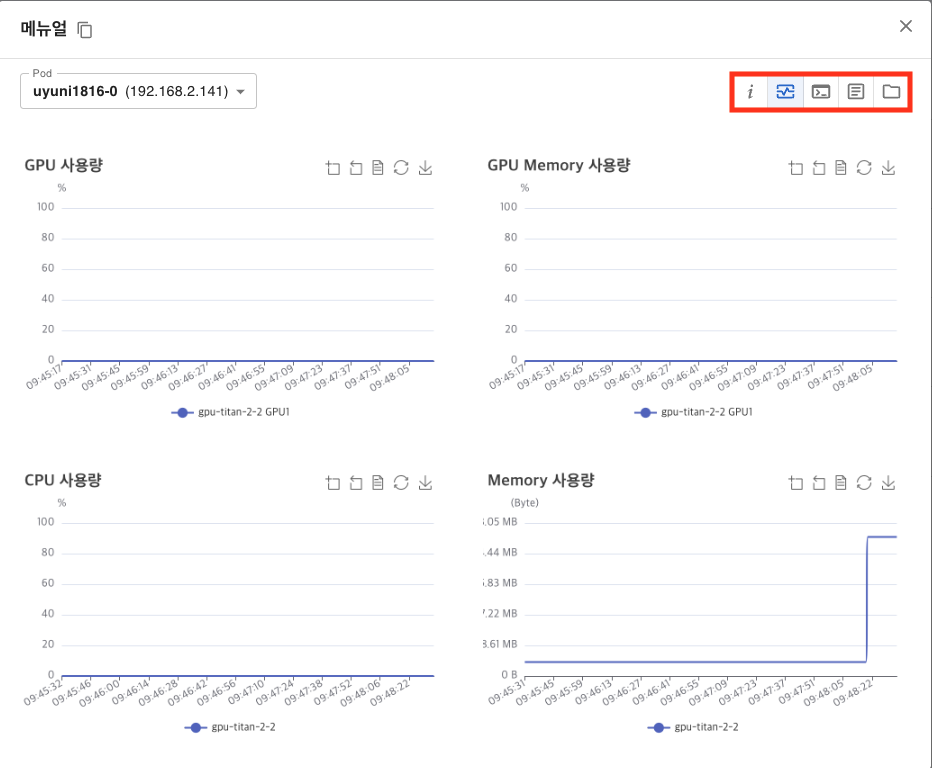 메뉴얼
Pod
uyuni1816-0 (192.168.2.141)
i
GPU 사용량
%
100
80
60
40
20
0
09:45:17 09:45:31 09:45:45 09:45:59 09:46:13 09:46:27 09:46:41 09:46:55 09:47:09 09:47:23 09:47:37 09:47:51 09:48:05
gpu-titan-2-2 GPU1
GPU Memory 사용량
%
100
80
60
40
20
0
09:45:17 09:45:31 09:45:45 09:45:59 09:46:13 09:46:27 09:46:41 09:46:55 09:47:09 09:47:23 09:47:37 09:47:51 09:48:05
gpu-titan-2-2 GPU1
CPU 사용량
%
100
80
60
40
20
0
09:45:32 09:45:46 09:46:00 09:46:14 09:46:28 09:46:42 09:46:56 09:47:10 09:47:24 09:47:38 09:47:52 09:48:06 09:48:22
gpu-titan-2-2
Memory 사용량
(Byte)
.05 MB
.44 MB
.83 MB
7.22 MB
8.61 MB
0 B
09:45:31 09:45:45 09:45:59 09:46:13 09:46:27 09:46:41 09:46:55 09:47:09 09:47:23 09:47:37 09:47:51 09:48:05 09:48:22
gpu-titan-2-2